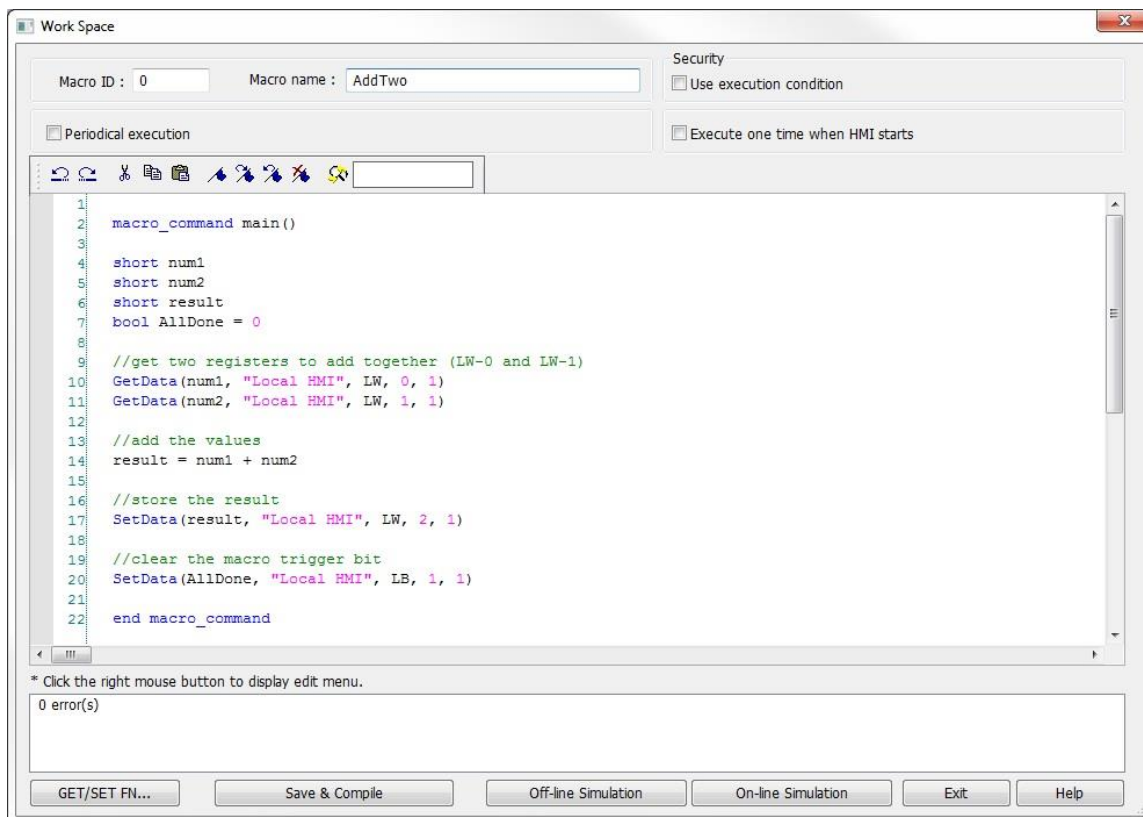 Work Space
Macro ID : 0 Macro name : AddTwo
Security
Use execution condition
Periodical execution
Execute one time when HMI starts
1
2 macro_command main()
3
4 short num1
5 short num2
6 short result
7 bool AllDone = 0
8
9 //get two registers to add together (LW-0 and LW-1)
10 GetData(num1, "Local HMI", LW, 0, 1)
11 GetData(num2, "Local HMI", LW, 1, 1)
12
13 //add the values
14 result = num1 + num2
15
16 //store the result
17 SetData(result, "Local HMI", LW, 2, 1)
18
19 //clear the macro trigger bit
20 SetData(AllDone, "Local HMI", LB, 1, 1)
21
22 end macro_command
* Click the right mouse button to display edit menu.
0 error(s)
GET/SET FN... Save & Compile Off-line Simulation On-line Simulation Exit Help